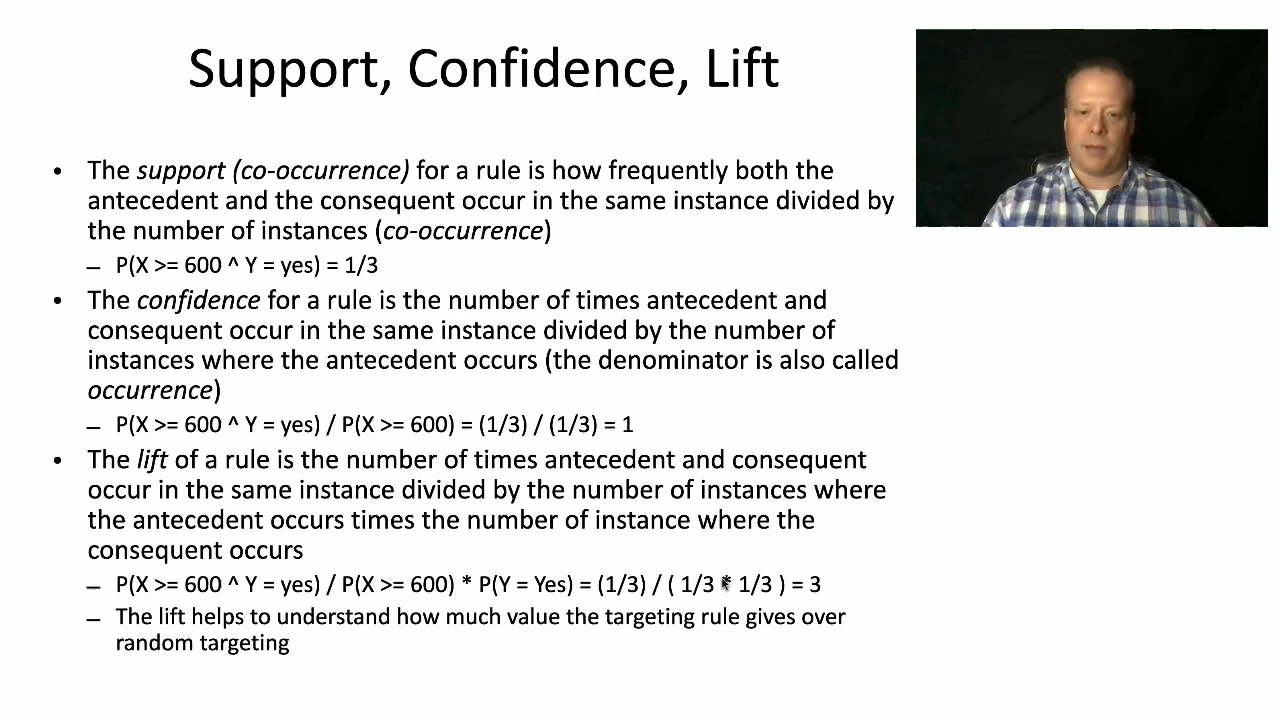 Support, Confidence, Lift
• The support (co-occurrence) for a rule is how frequently both the
antecedent and the consequent occur in the same instance divided by
the number of instances (co-occurrence)
– P(X >= 600 ^ Y = yes) = 1/3
• The confidence for a rule is the number of times antecedent and
consequent occur in the same instance divided by the number of
instances where the antecedent occurs (the denominator is also called
occurrence)
– P(X >= 600 ^ Y = yes) / P(X >= 600) = (1/3) / (1/3) = 1
• The lift of a rule is the number of times antecedent and consequent
occur in the same instance divided by the number of instances where
the antecedent occurs times the number of instance where the
consequent occurs
– P(X >= 600 ^ Y = yes) / P(X >= 600) * P(Y = Yes) = (1/3) / ( 1/3 * 1/3 ) = 3
– The lift helps to understand how much value the targeting rule gives over
random targeting